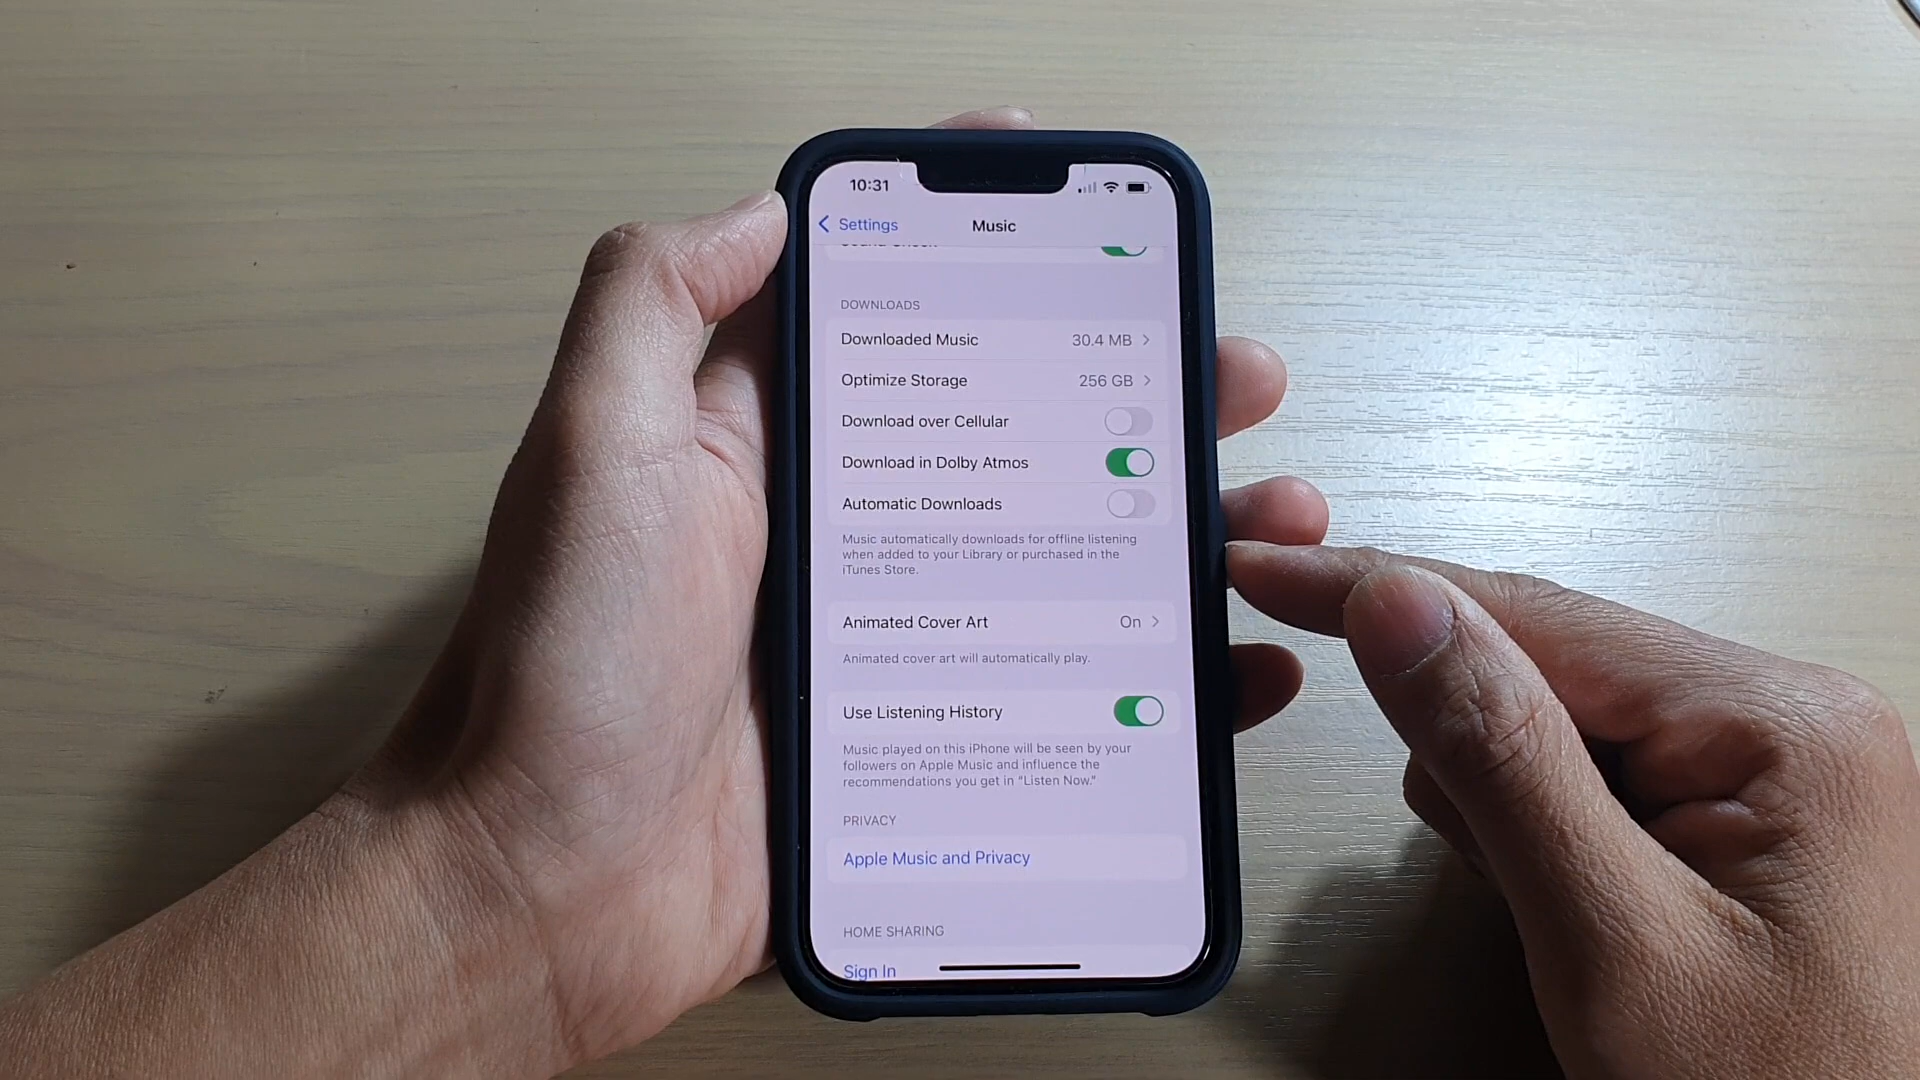 10:31
Settings
Music
Sound Check
DOWNLOADS
Downloaded Music 30.4 MB
Optimize Storage 256 GB
Download over Cellular
Download in Dolby Atmos
Automatic Downloads
Music automatically downloads for offline listening
when added to your Library or purchased in the
iTunes Store.
Animated Cover Art On
Animated cover art will automatically play.
Use Listening History
Music played on this iPhone will be seen by your
followers on Apple Music and influence the
recommendations you get in “Listen Now.”
PRIVACY
Apple Music and Privacy
HOME SHARING
Sign In